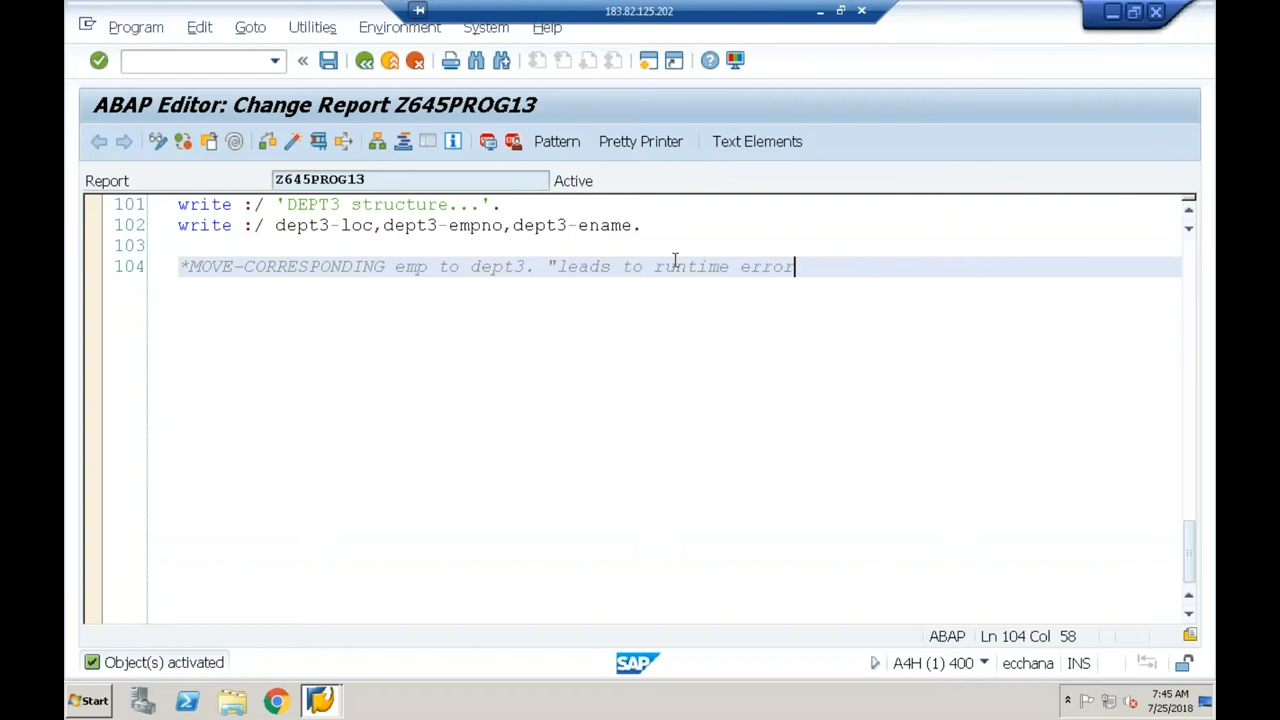 183.82.125.202
Program Edit Goto Utilities Environment System Help
ABAP Editor: Change Report Z645PROG13
Pattern Pretty Printer Text Elements
Report Z645PROG13 Active
101 write :/ 'DEPT3 structure...'.
102 write :/ dept3-loc,dept3-empno,dept3-ename.
103
104 *MOVE-CORRESPONDING emp to dept3. "leads to runtime error
ABAP Ln 104 Col 58
Object(s) activated SAP A4H (1) 400 ecchana INS
Start 7:45 AM
7/25/2018